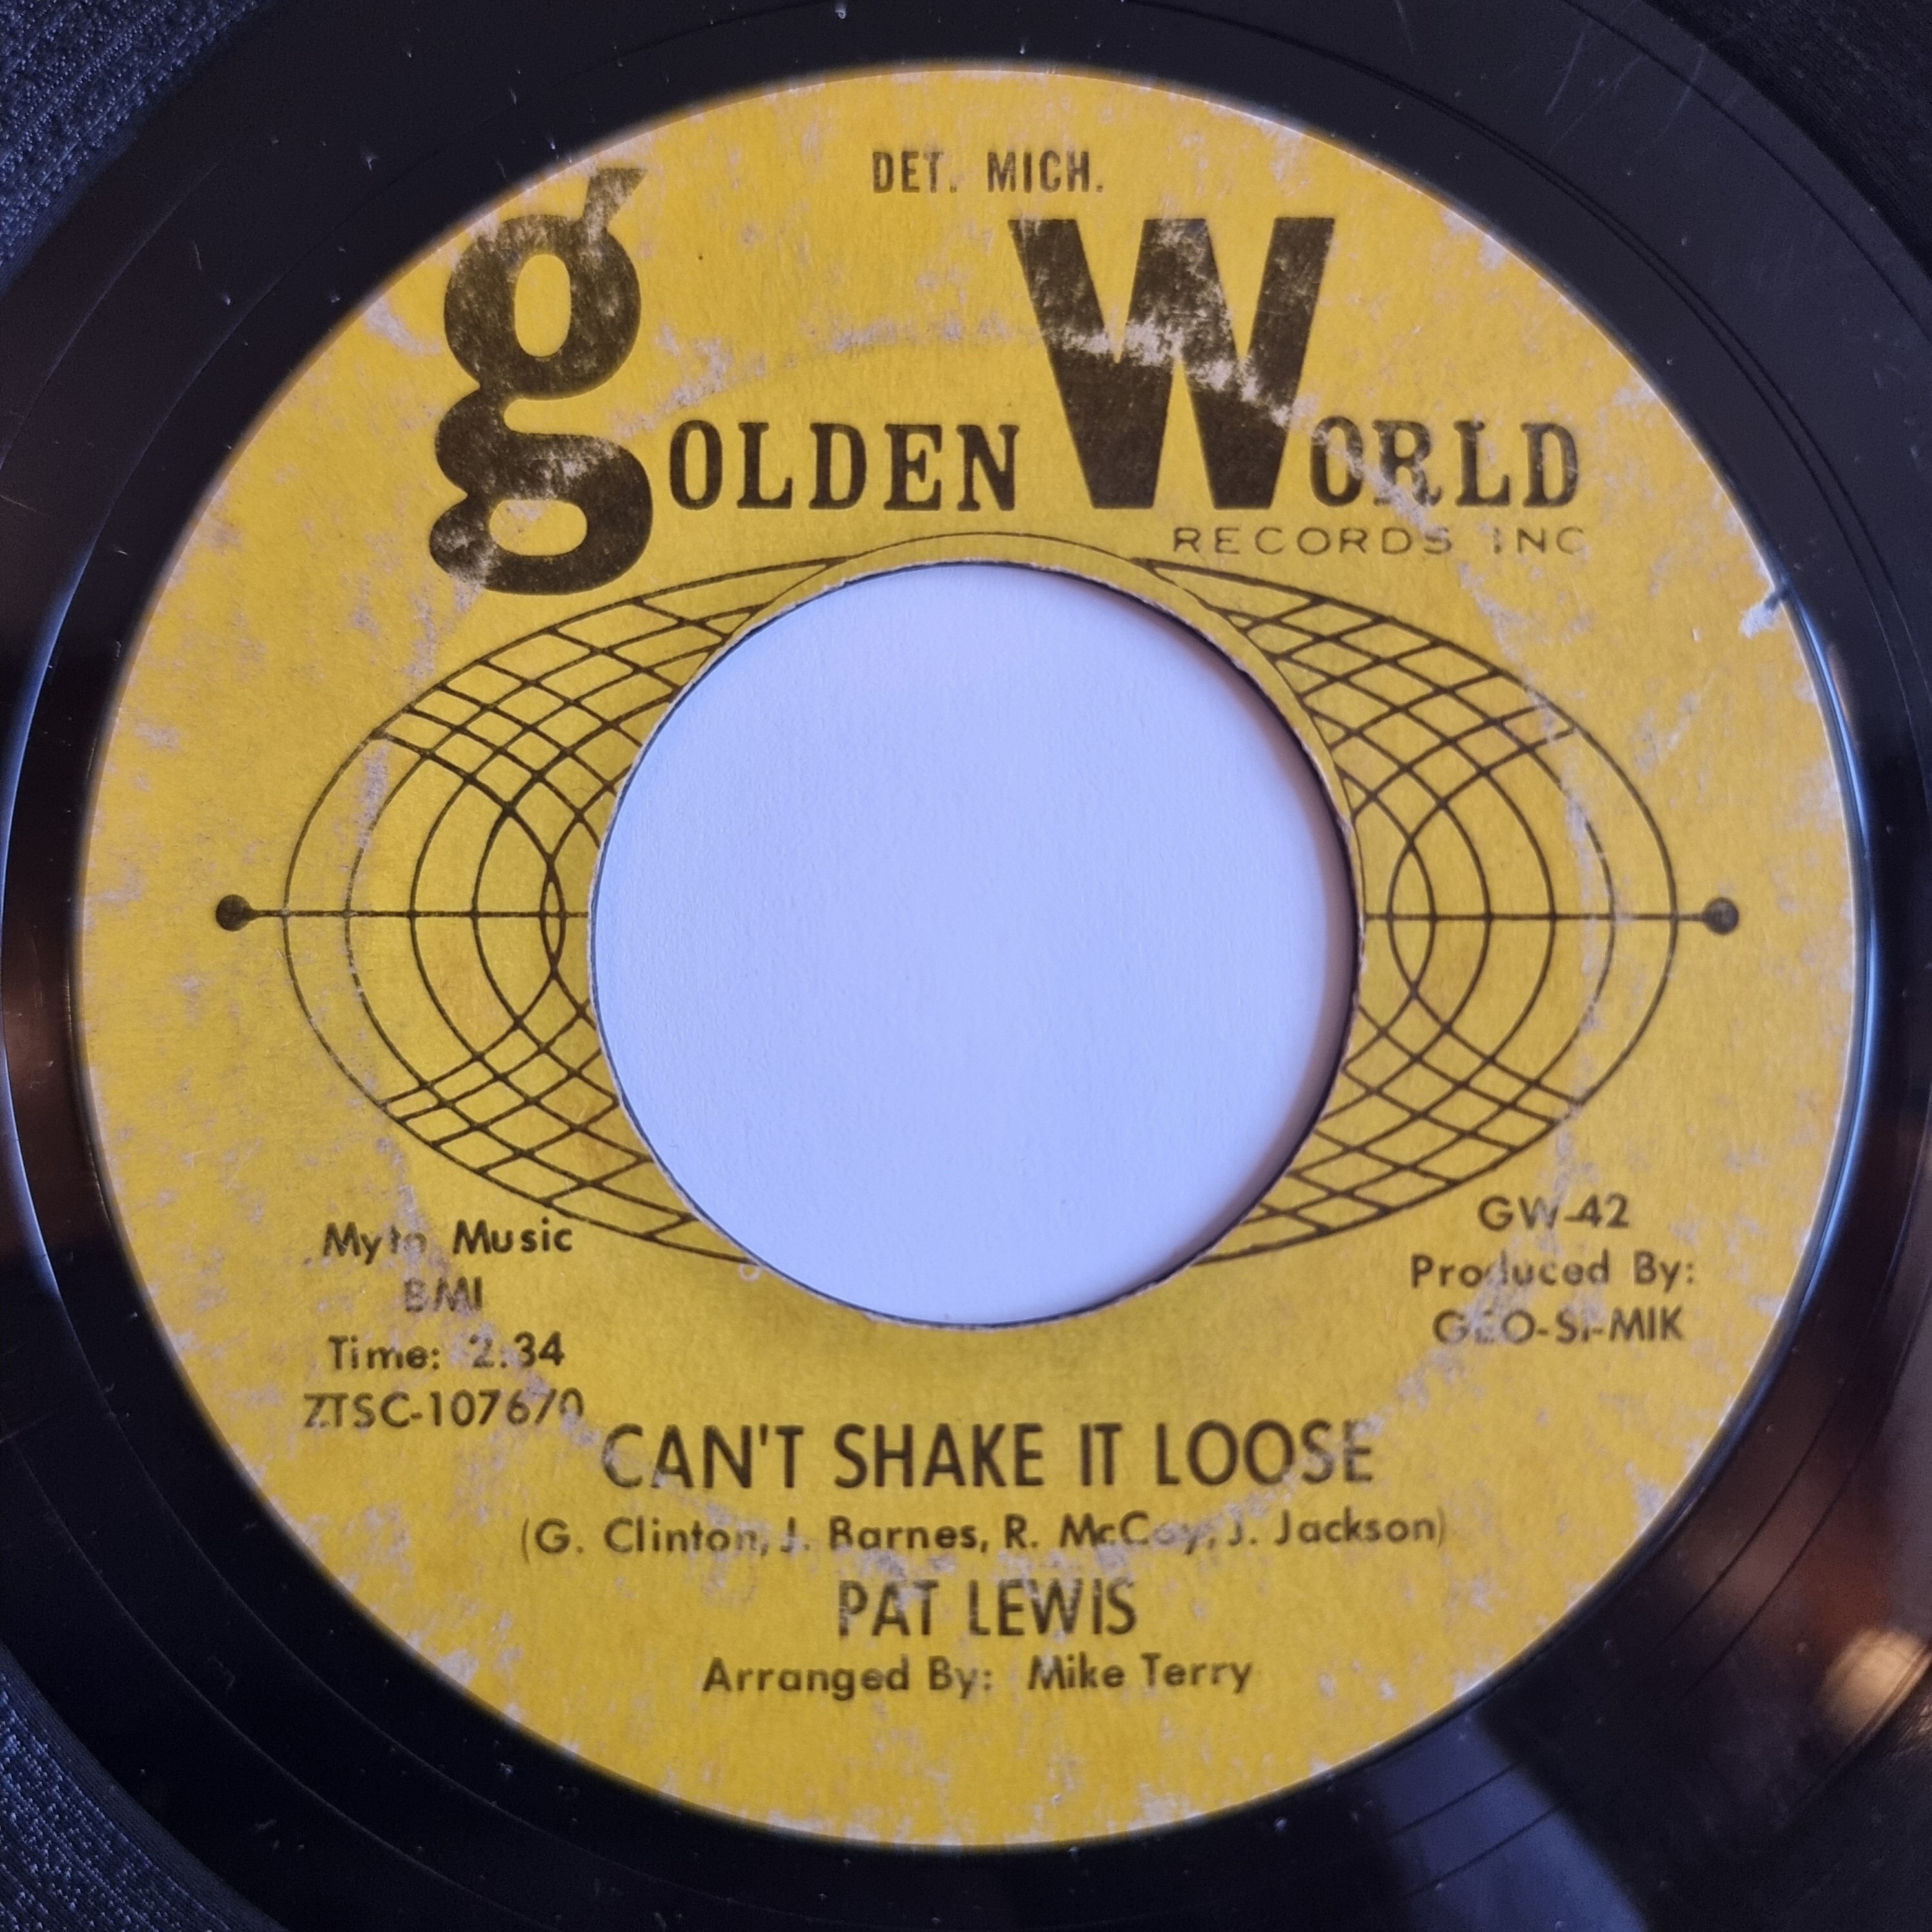 DET. MICH.
gOLDEN WORLD
RECORDS INC
Myto Music
BMI
Time: 2:34
ZTSC-107670
GW-42
Produced By:
GEO-SI-MIK
CAN'T SHAKE IT LOOSE
(G. Clinton, J. Barnes, R. McCoy, J. Jackson)
PAT LEWIS
Arranged By: Mike Terry